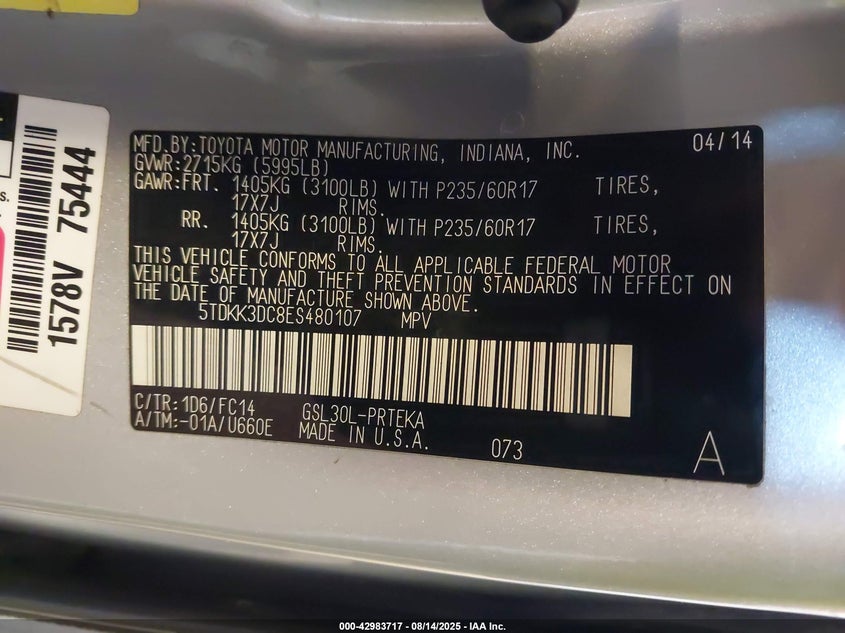 MFD.BY:TOYOTA MOTOR MANUFACTURING, INDIANA, INC. 04/14
GVWR:2715KG (5995LB)
GAWR:FRT. 1405KG (3100LB) WITH P235/60R17 TIRES,
17X7J RIMS.
RR. 1405KG (3100LB) WITH P235/60R17 TIRES,
17X7J RIMS.
THIS VEHICLE CONFORMS TO ALL APPLICABLE FEDERAL MOTOR
VEHICLE SAFETY AND THEFT PREVENTION STANDARDS IN EFFECT ON
THE DATE OF MANUFACTURE SHOWN ABOVE.
5TDKK3DC8ES480107 MPV
C/TR:1D6/FC14 GSL30L-PRTEKA
A/TM:-01A/U660E MADE IN U.S.A. 073 A
1578V 75444
000-42983717 - 08/14/2025 - IAA Inc.